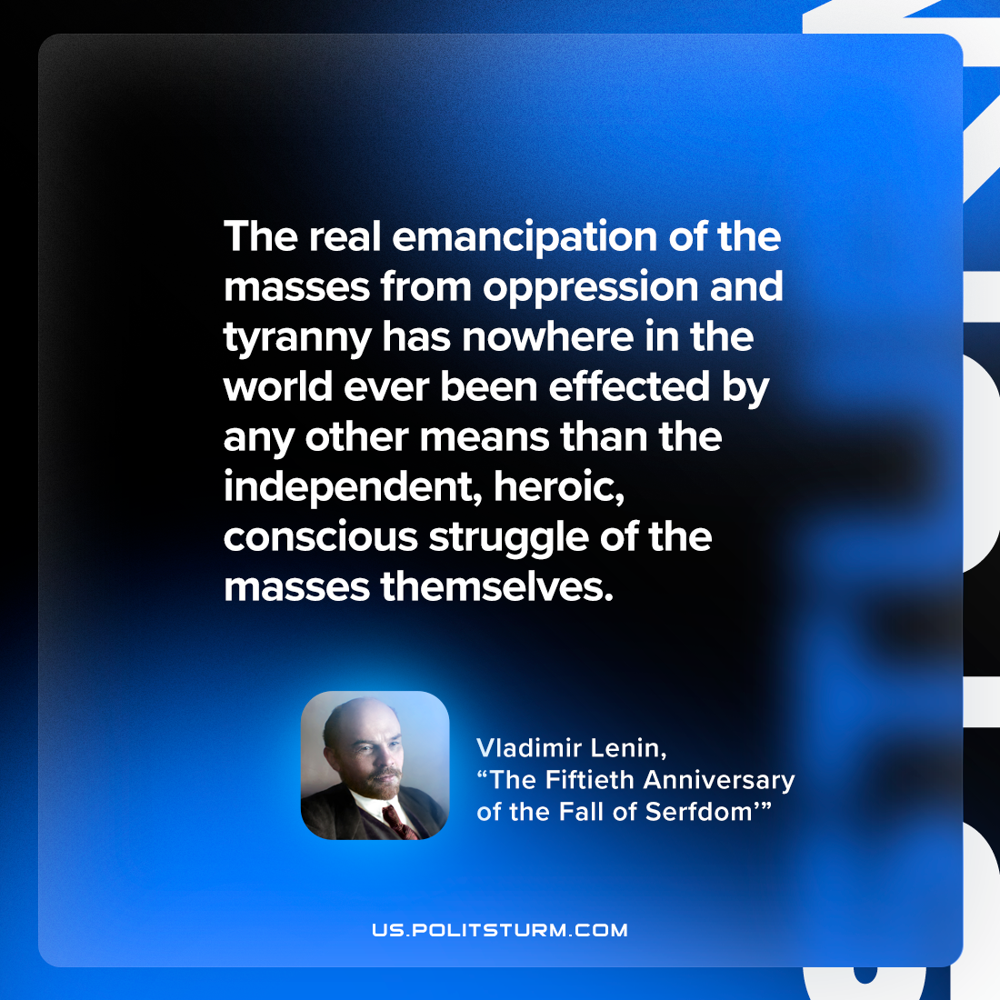 The real emancipation of the
masses from oppression and
tyranny has nowhere in the
world ever been effected by
any other means than the
independent, heroic,
conscious struggle of the
masses themselves.
Vladimir Lenin,
“The Fiftieth Anniversary
of the Fall of Serfdom’”
US.POLITSTURM.COM